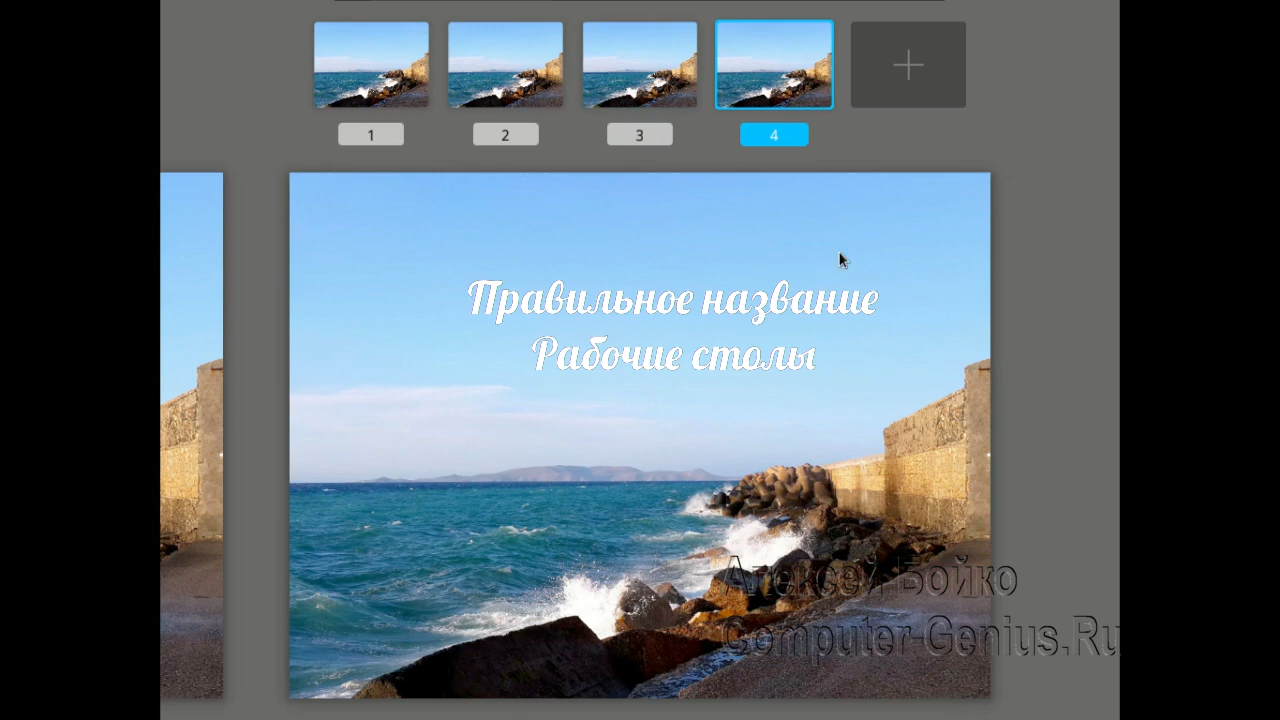 1 2 3 4
Правильное название
Рабочие столы
Алексей Бойко
Computer-Genius.Ru